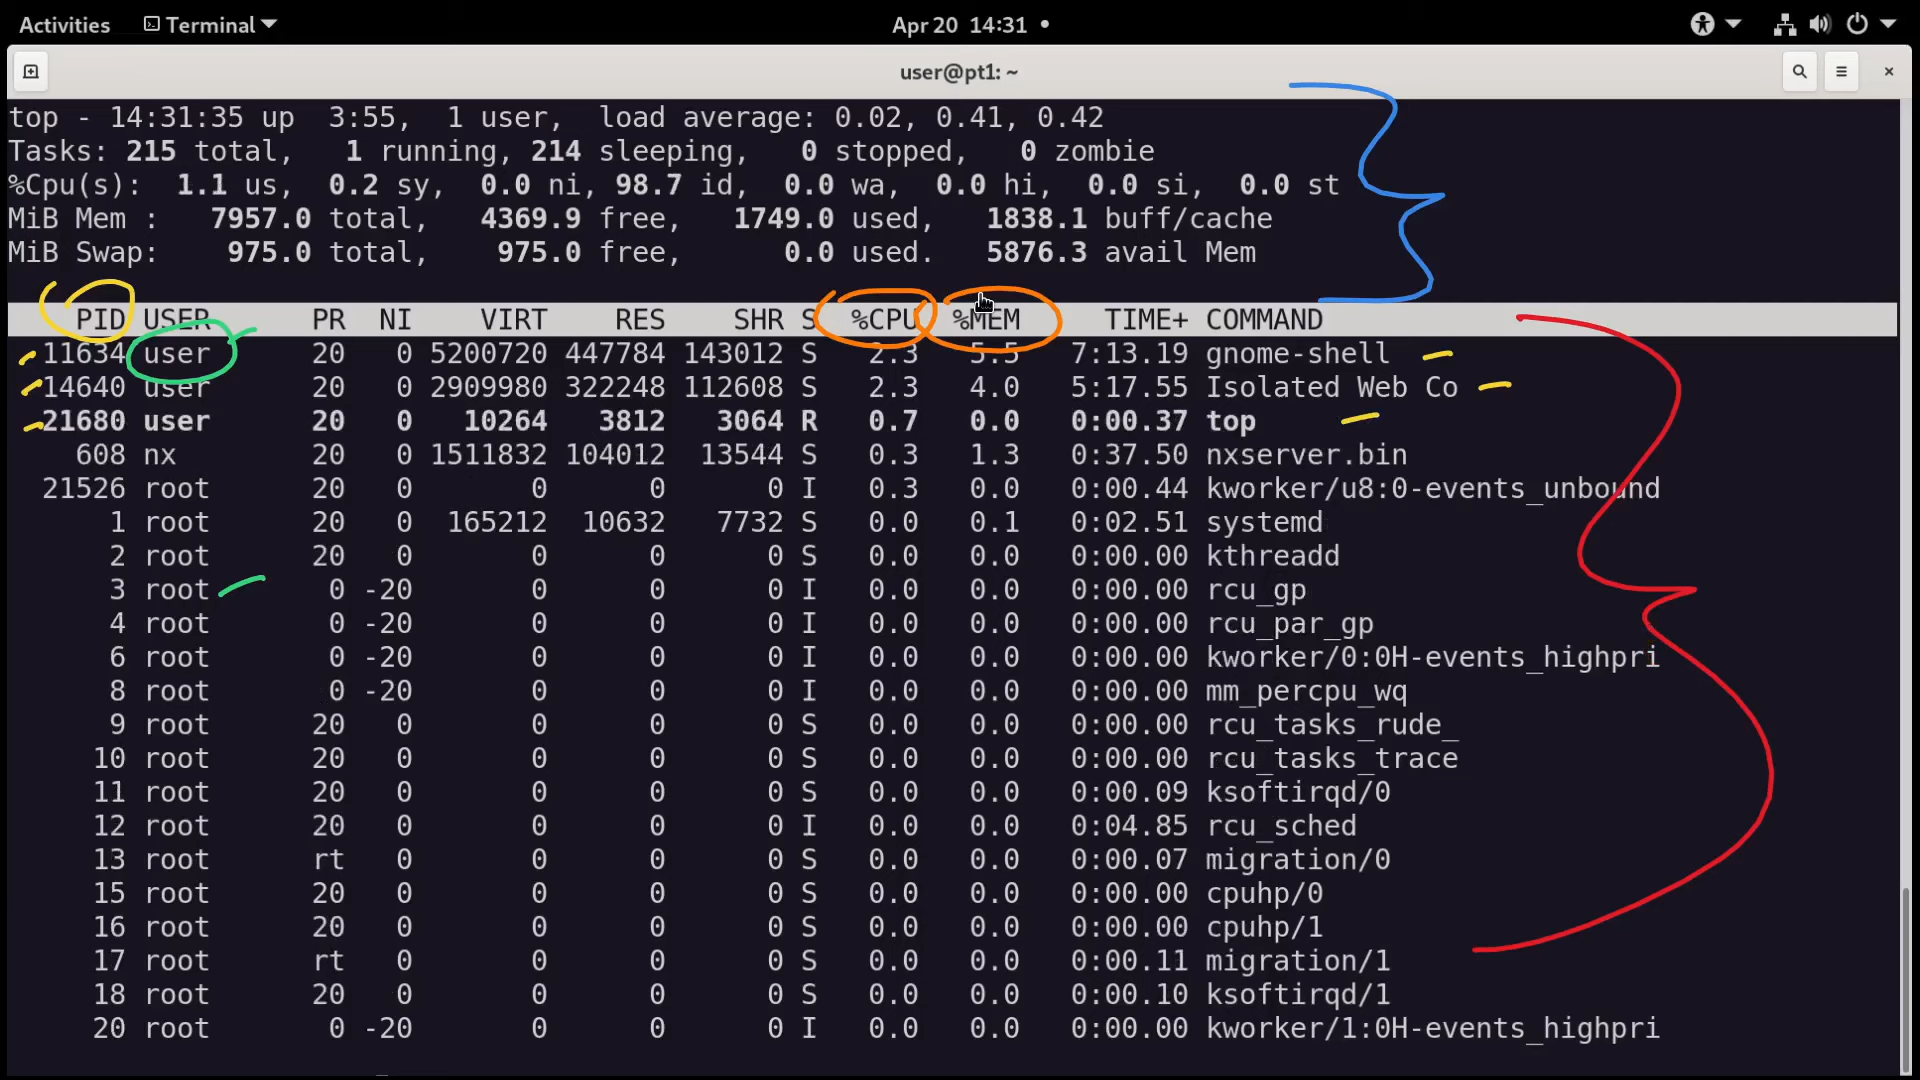 Activities Terminal Apr 20 14:31
user@pt1: ~
top - 14:31:35 up  3:55,  1 user,  load average: 0.02, 0.41, 0.42
Tasks: 215 total,   1 running, 214 sleeping,   0 stopped,   0 zombie
%Cpu(s):  1.1 us,  0.2 sy,  0.0 ni, 98.7 id,  0.0 wa,  0.0 hi,  0.0 si,  0.0 st
MiB Mem :   7957.0 total,   4369.9 free,   1749.0 used,   1838.1 buff/cache
MiB Swap:    975.0 total,    975.0 free,      0.0 used.   5876.3 avail Mem
PID USER      PR  NI    VIRT    RES    SHR S  %CPU  %MEM     TIME+ COMMAND
11634 user      20   0 5200720 447784 143012 S   2.3   5.5   7:13.19 gnome-shell
14640 user      20   0 2909980 322248 112608 S   2.3   4.0   5:17.55 Isolated Web Co
21680 user      20   0   10264   3812   3064 R   0.7   0.0   0:00.37 top
608 nx        20   0 1511832 104012  13544 S   0.3   1.3   0:37.50 nxserver.bin
21526 root      20   0       0      0      0 I   0.3   0.0   0:00.44 kworker/u8:0-events_unbound
1 root      20   0  165212  10632   7732 S   0.0   0.1   0:02.51 systemd
2 root      20   0       0      0      0 S   0.0   0.0   0:00.00 kthreadd
3 root       0 -20       0      0      0 I   0.0   0.0   0:00.00 rcu_gp
4 root       0 -20       0      0      0 I   0.0   0.0   0:00.00 rcu_par_gp
6 root       0 -20       0      0      0 I   0.0   0.0   0:00.00 kworker/0:0H-events_highpri
8 root       0 -20       0      0      0 I   0.0   0.0   0:00.00 mm_percpu_wq
9 root      20   0       0      0      0 S   0.0   0.0   0:00.00 rcu_tasks_rude_
10 root      20   0       0      0      0 S   0.0   0.0   0:00.00 rcu_tasks_trace
11 root      20   0       0      0      0 S   0.0   0.0   0:00.09 ksoftirqd/0
12 root      20   0       0      0      0 I   0.0   0.0   0:04.85 rcu_sched
13 root      rt   0       0      0      0 S   0.0   0.0   0:00.07 migration/0
15 root      20   0       0      0      0 S   0.0   0.0   0:00.00 cpuhp/0
16 root      20   0       0      0      0 S   0.0   0.0   0:00.00 cpuhp/1
17 root      rt   0       0      0      0 S   0.0   0.0   0:00.11 migration/1
18 root      20   0       0      0      0 S   0.0   0.0   0:00.10 ksoftirqd/1
20 root       0 -20       0      0      0 I   0.0   0.0   0:00.00 kworker/1:0H-events_highpri